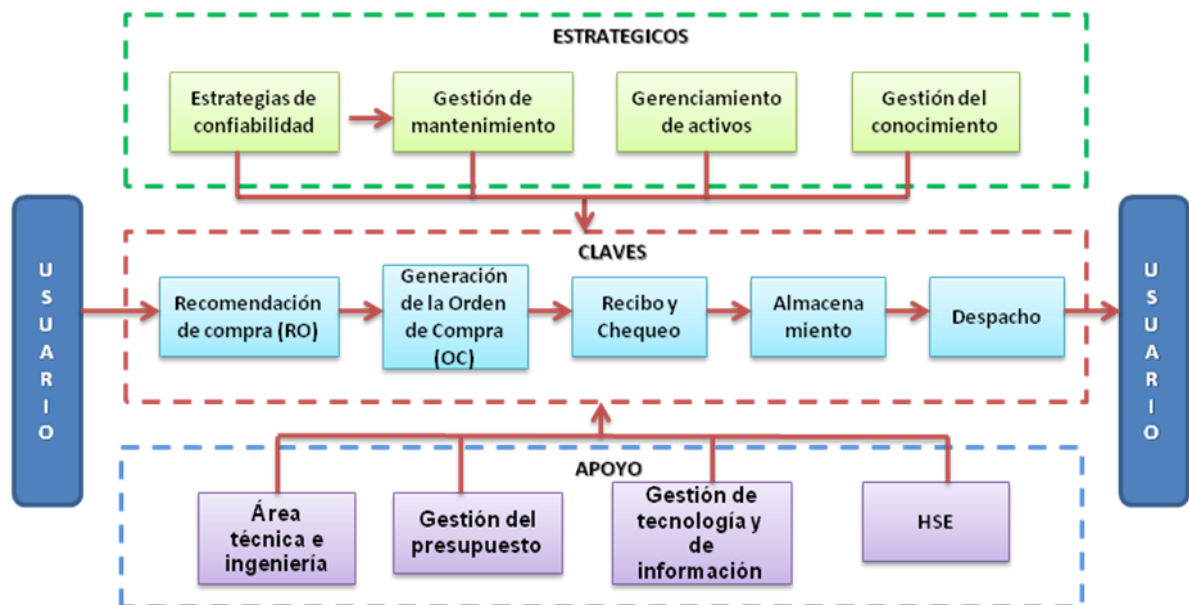 ESTRATEGICOS
Estrategias de
confiabilidad
Gestión de
mantenimiento
Gerenciamiento
de activos
Gestión del
conocimiento
USUARIO
CLAVES
Recomendación
de compra (RO)
Generación
de la Orden
de Compra
(OC)
Recibo y
Chequeo
Almacena
miento
Despacho
USUARIO
APOYO
Área
técnica e
ingeniería
Gestión del
presupuesto
Gestión de
tecnología y
de
información
HSE